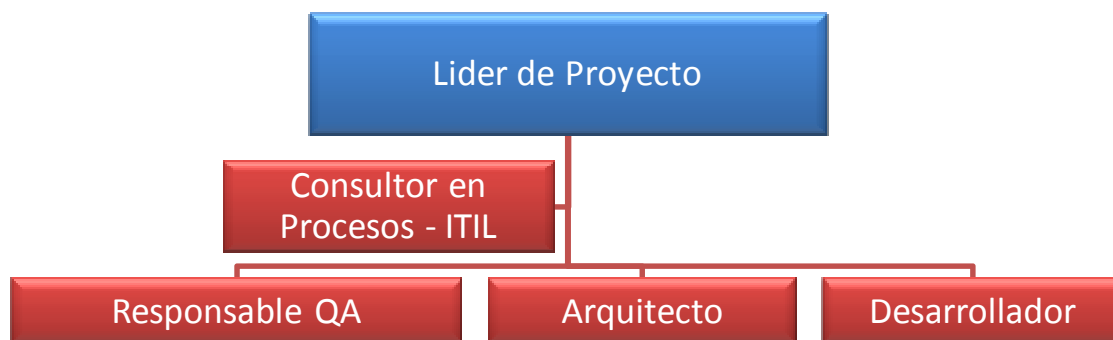 Lider de Proyecto
Consultor en
Procesos - ITIL
Responsable QA
Arquitecto
Desarrollador